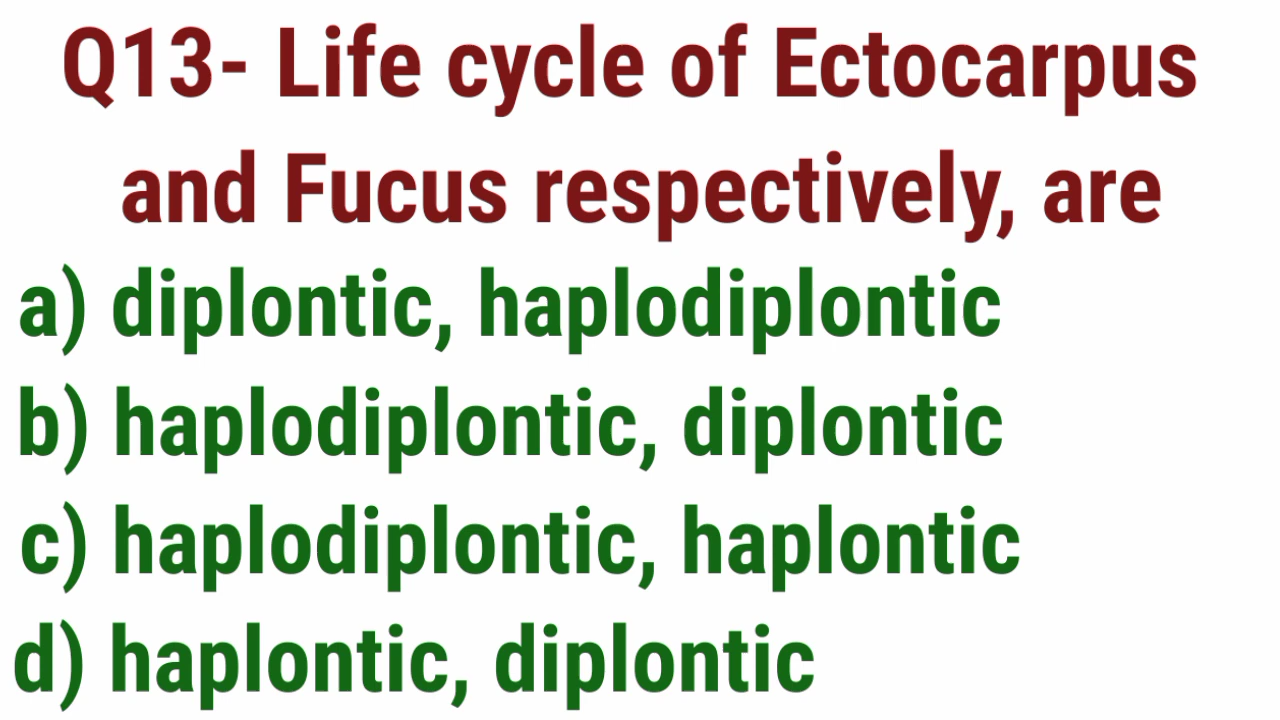 Q13- Life cycle of Ectocarpus
and Fucus respectively, are
a) diplontic, haplodiplontic
b) haplodiplontic, diplontic
c) haplodiplontic, haplontic
d) haplontic, diplontic